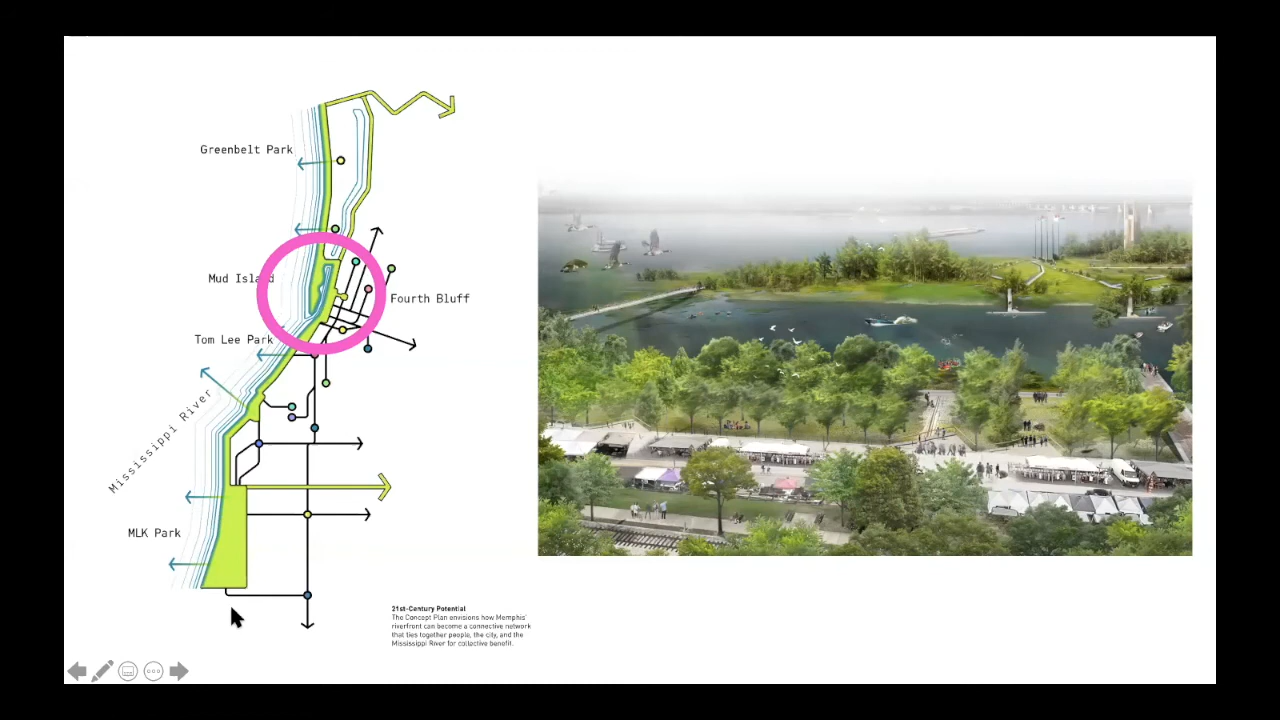 Greenbelt Park
Mud Island
Fourth Bluff
Tom Lee Park
Mississippi River
MLK Park
21st-Century Potential
The Concept Plan envisions how Memphis'
riverfront can become a connective network
that ties together people, the city, and the
Mississippi River for collective benefit.